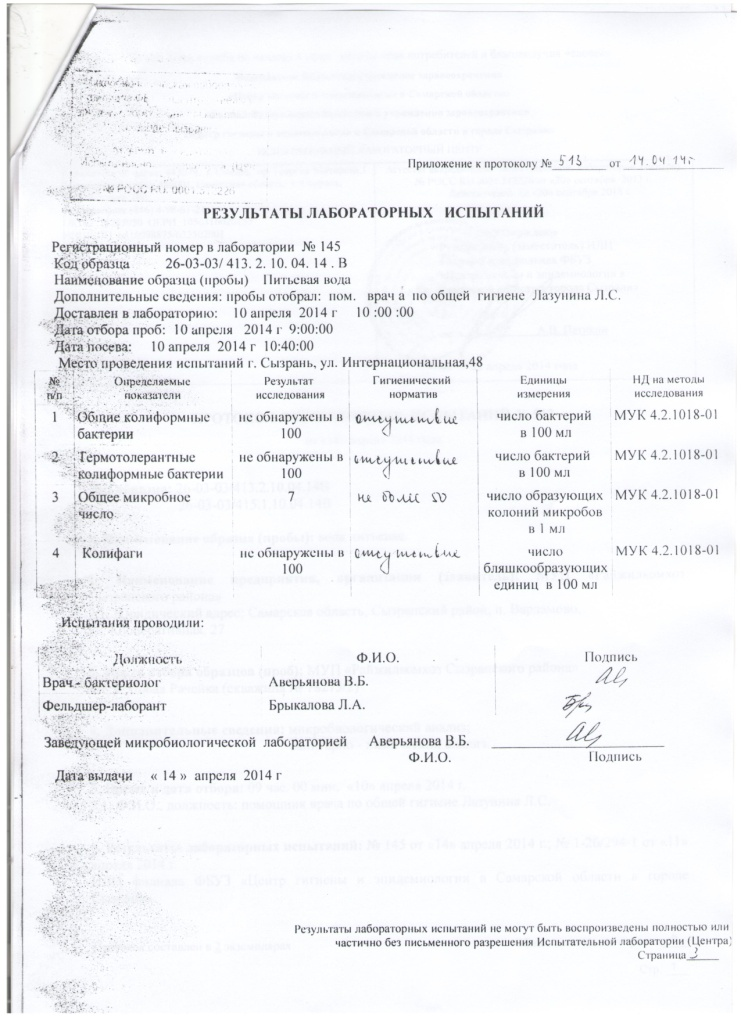 № РОСС RU. 0001.
Приложение к протоколу № 513 от 14.04 14г
РЕЗУЛЬТАТЫ ЛАБОРАТОРНЫХ ИСПЫТАНИЙ
Регистрационный номер в лаборатории № 145
Код образца 26-03-03/ 413. 2. 10. 04. 14 . В
Наименование образца (пробы) Питьевая вода
Дополнительные сведения: пробы отобрал: пом. врач а по общей гигиене Лазунина Л.С.
Доставлен в лабораторию: 10 апреля 2014 г 10 :00 :00
Дата отбора проб: 10 апреля 2014 г 9:00:00
Дата посева: 10 апреля 2014 г 10:40:00
Место проведения испытаний г. Сызрань, ул. Интернациональная,48
№ п/п Определяемые показатели Результат исследования Гигиенический норматив Единицы измерения НД на методы исследования
1 Общие колиформные бактерии не обнаружены в 100 отсутствие число бактерий в 100 мл МУК 4.2.1018-01
2 Термотолерантные колиформные бактерии не обнаружены в 100 отсутствие число бактерий в 100 мл МУК 4.2.1018-01
3 Общее микробное число 7 не более 50 число образующих колоний микробов в 1 мл МУК 4.2.1018-01
4 Колифаги не обнаружены в 100 отсутствие число бляшкообразующих единиц в 100 мл МУК 4.2.1018-01
Испытания проводили:
Должность Ф.И.О. Подпись
Врач - бактериолог Аверьянова В.Б.
Фельдшер-лаборант Брыкалова Л.А.
Заведующей микробиологической лабораторией Аверьянова В.Б.
Ф.И.О. Подпись
Дата выдачи « 14 » апреля 2014 г
Результаты лабораторных испытаний не могут быть воспроизведены полностью или
частично без письменного разрешения Испытательной лаборатории (Центра)
Страница 3